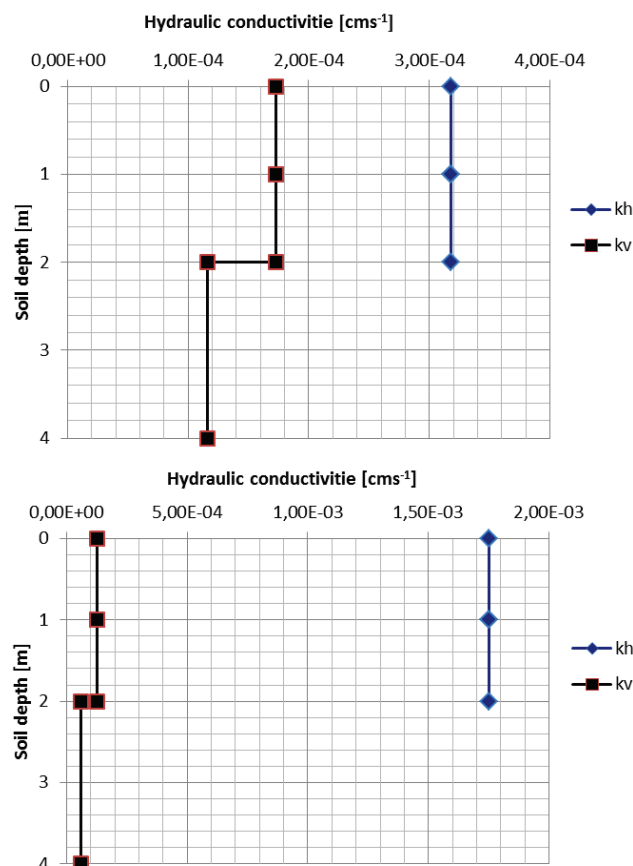 Hydraulic conductivitie [cms-1]
0,00E+00 1,00E-04 2,00E-04 3,00E-04 4,00E-04
0
1
2
3
4
Soil depth [m]
kh
kv
Hydraulic conductivitie [cms-1]
0,00E+00 5,00E-04 1,00E-03 1,50E-03 2,00E-03
0
1
2
3
4
Soil depth [m]
kh
kv